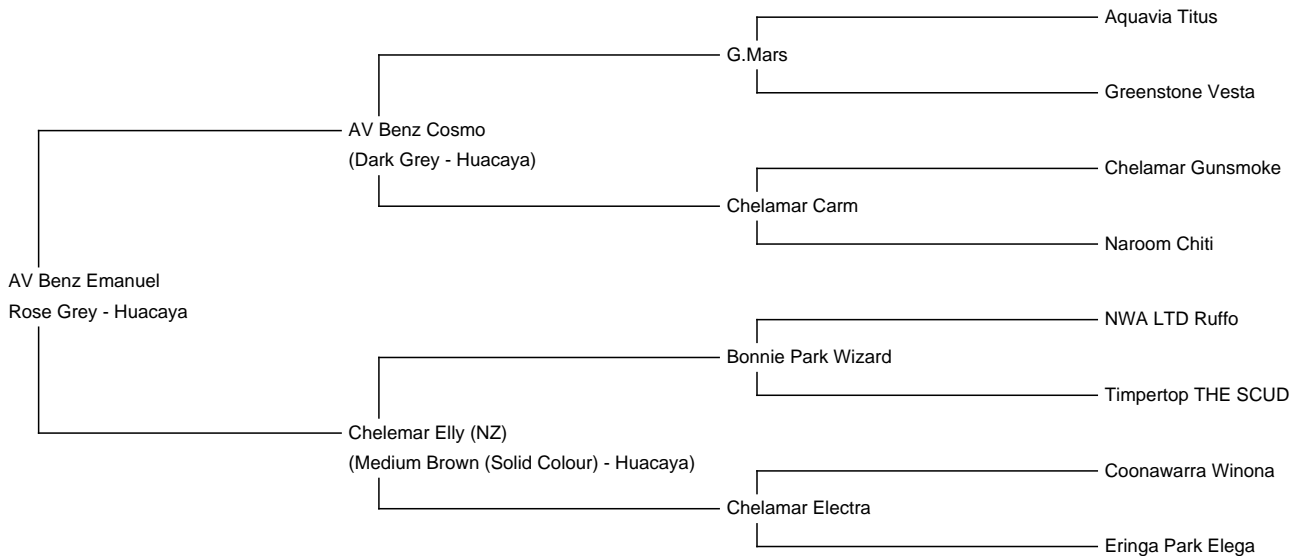 Aquavia Titus
G.Mars
Greenstone Vesta
AV Benz Cosmo
(Dark Grey - Huacaya)
Chelamar Gunsmoke
Chelamar Carm
Naroom Chiti
AV Benz Emanuel
Rose Grey - Huacaya
NWA LTD Ruffo
Bonnie Park Wizard
Timpertop THE SCUD
Chelemar Elly (NZ)
(Medium Brown (Solid Colour) - Huacaya)
Coonawarra Winona
Chelamar Electra
Eringa Park Elega